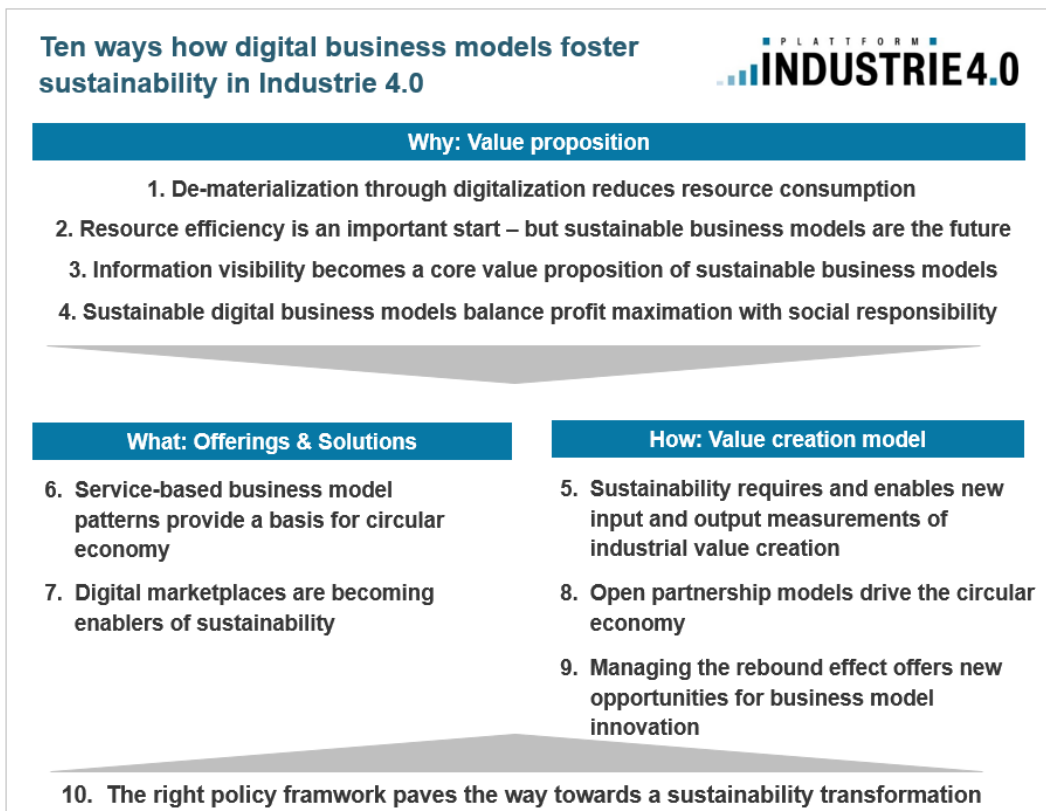 Ten ways how digital business models foster
sustainability in Industrie 4.0
PLATTFORM
INDUSTRIE4.0
Why: Value proposition
1. De-materialization through digitalization reduces resource consumption
2. Resource efficiency is an important start – but sustainable business models are the future
3. Information visibility becomes a core value proposition of sustainable business models
4. Sustainable digital business models balance profit maximation with social responsibility
What: Offerings & Solutions
6. Service-based business model
patterns provide a basis for circular
economy
7. Digital marketplaces are becoming
enablers of sustainability
How: Value creation model
5. Sustainability requires and enables new
input and output measurements of
industrial value creation
8. Open partnership models drive the circular
economy
9. Managing the rebound effect offers new
opportunities for business model
innovation
10. The right policy framwork paves the way towards a sustainability transformation